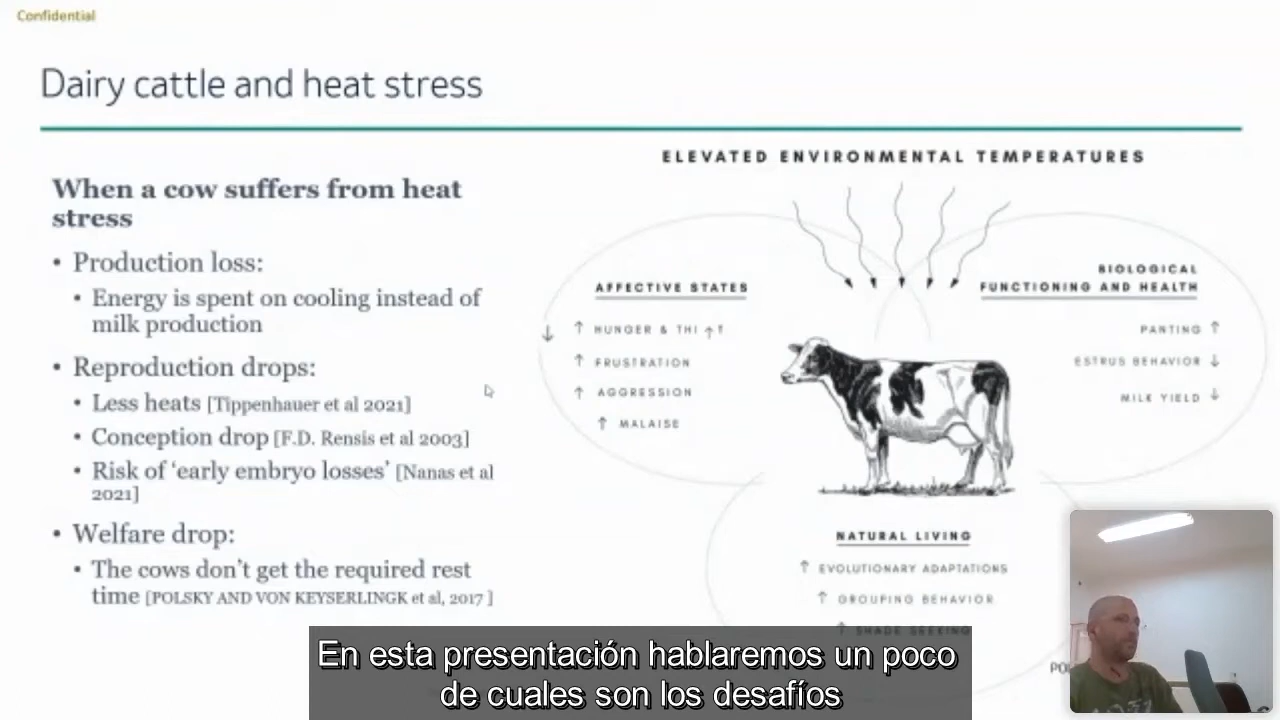 Confidential
Dairy cattle and heat stress
When a cow suffers from heat
stress
• Production loss:
• Energy is spent on cooling instead of
milk production
• Reproduction drops:
• Less heats [Tippenhauer et al 2021]
• Conception drop [F.D. Rensis et al 2003]
• Risk of ‘early embryo losses’ [Nanas et al
2021]
• Welfare drop:
• The cows don’t get the required rest
time [POLSKY AND VON KEYSERLINGK et al, 2017 ]
ELEVATED ENVIRONMENTAL TEMPERATURES
AFFECTIVE STATES
↓ ↑ HUNGER & ↑↑
↑ FRUSTRATION
↑ AGGRESSION
↑ MALAISE
BIOLOGICAL
FUNCTIONING AND HEALTH
PANTING ↑
ESTRUS BEHAVIOR ↓
MILK YIELD ↓
NATURAL LIVING
↑ EVOLUTIONARY ADAPTATIONS
↑ GROUPING BEHAVIOR
↑ SHADE SEEKING
En esta presentación hablaremos un poco
de cuales son los desafíos